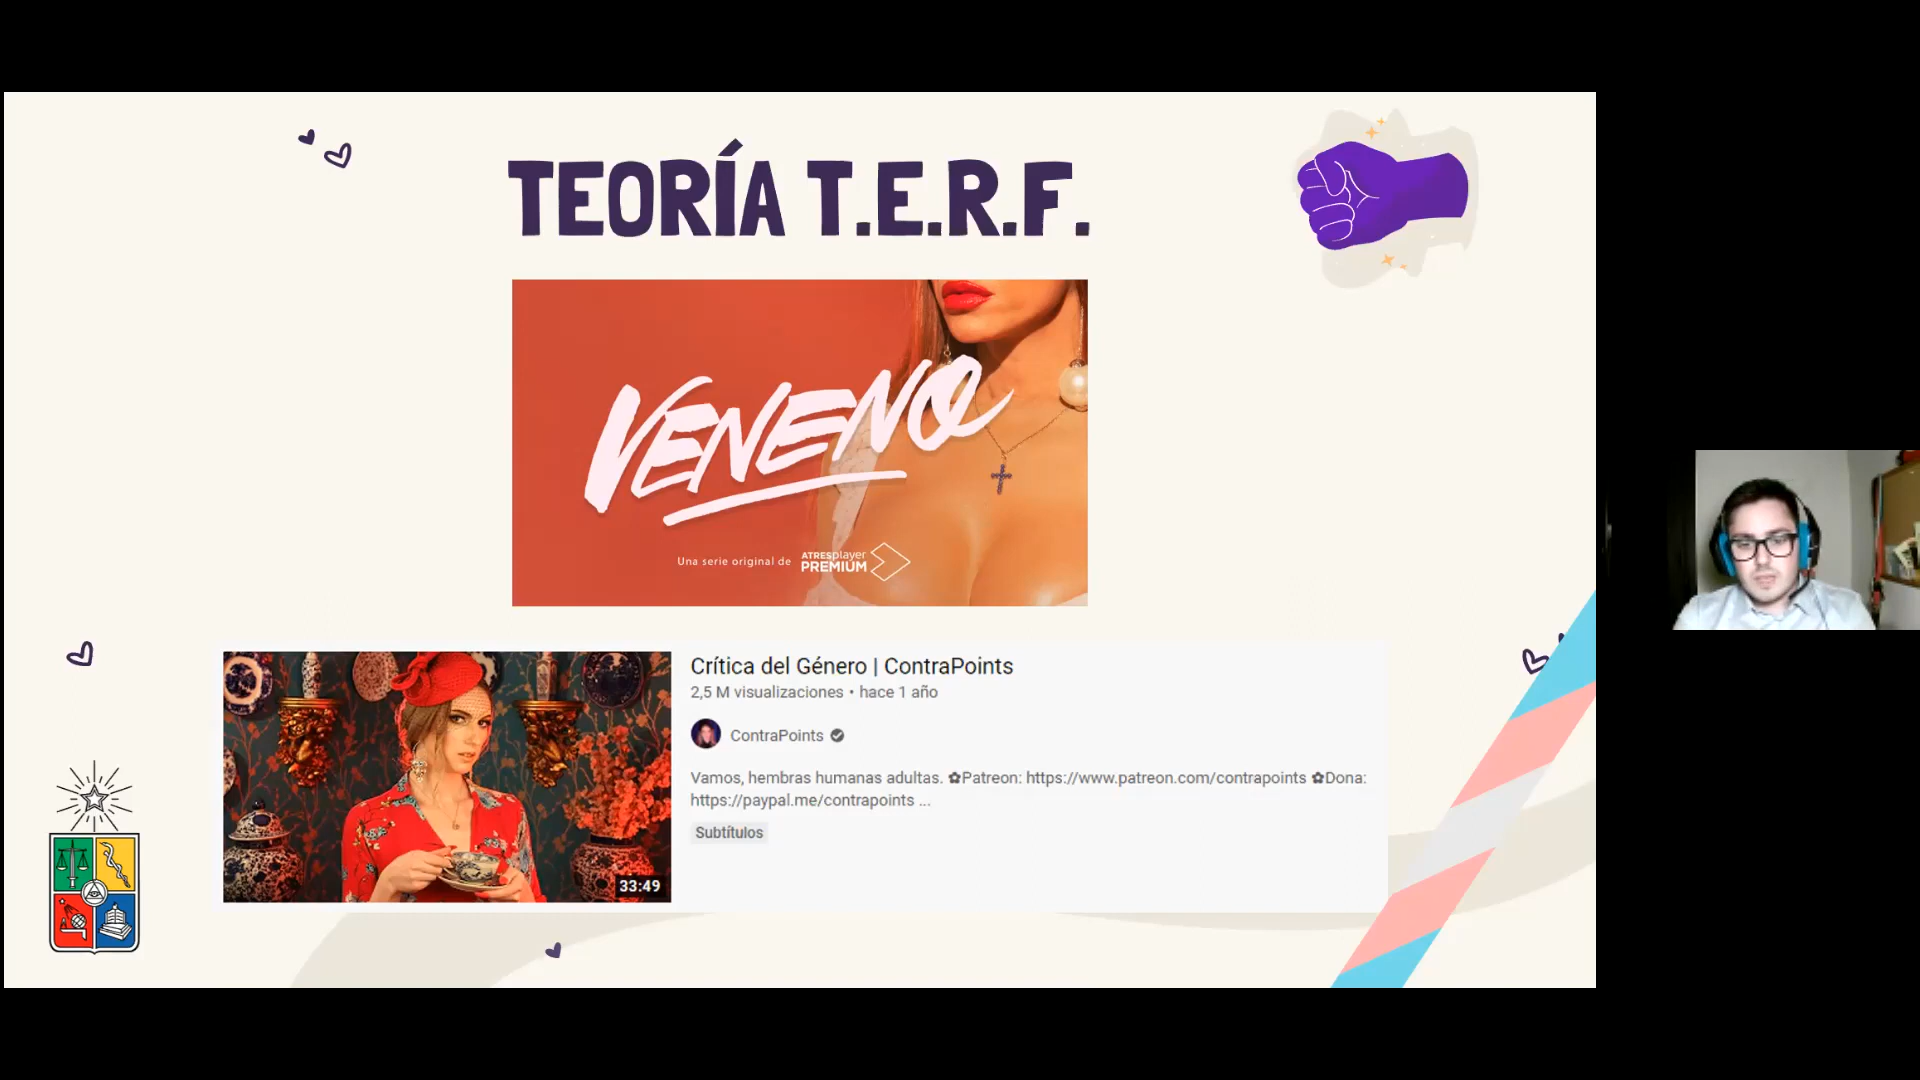 TEORÍA T.E.R.F.
VENENO
Una serie original de ATRESplayer PREMIUM
Crítica del Género | ContraPoints
2,5 M visualizaciones • hace 1 año
ContraPoints
Vamos, hembras humanas adultas. ✿Patreon: https://www.patreon.com/contrapoints ✿Dona:
https://paypal.me/contrapoints ...
Subtítulos
33:49